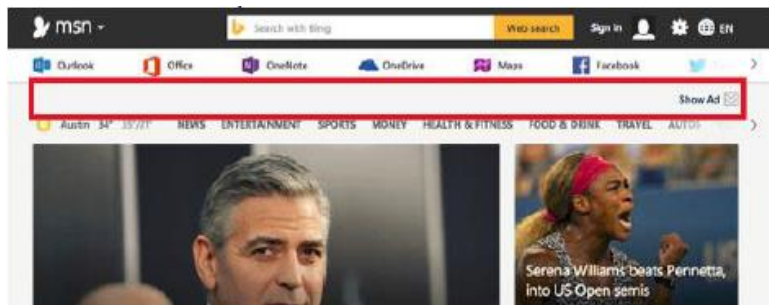 msn
Search with Bing
Web search
Sign in
EN
Outlook
Office
OneNote
OneDrive
Maps
Facebook
Show Ad
Austin 34°
NEWS ENTERTAINMENT SPORTS MONEY HEALTH & FITNESS FOOD & DRINK TRAVEL AUTOS
Serena Williams beats Pennetta,
into US Open semis